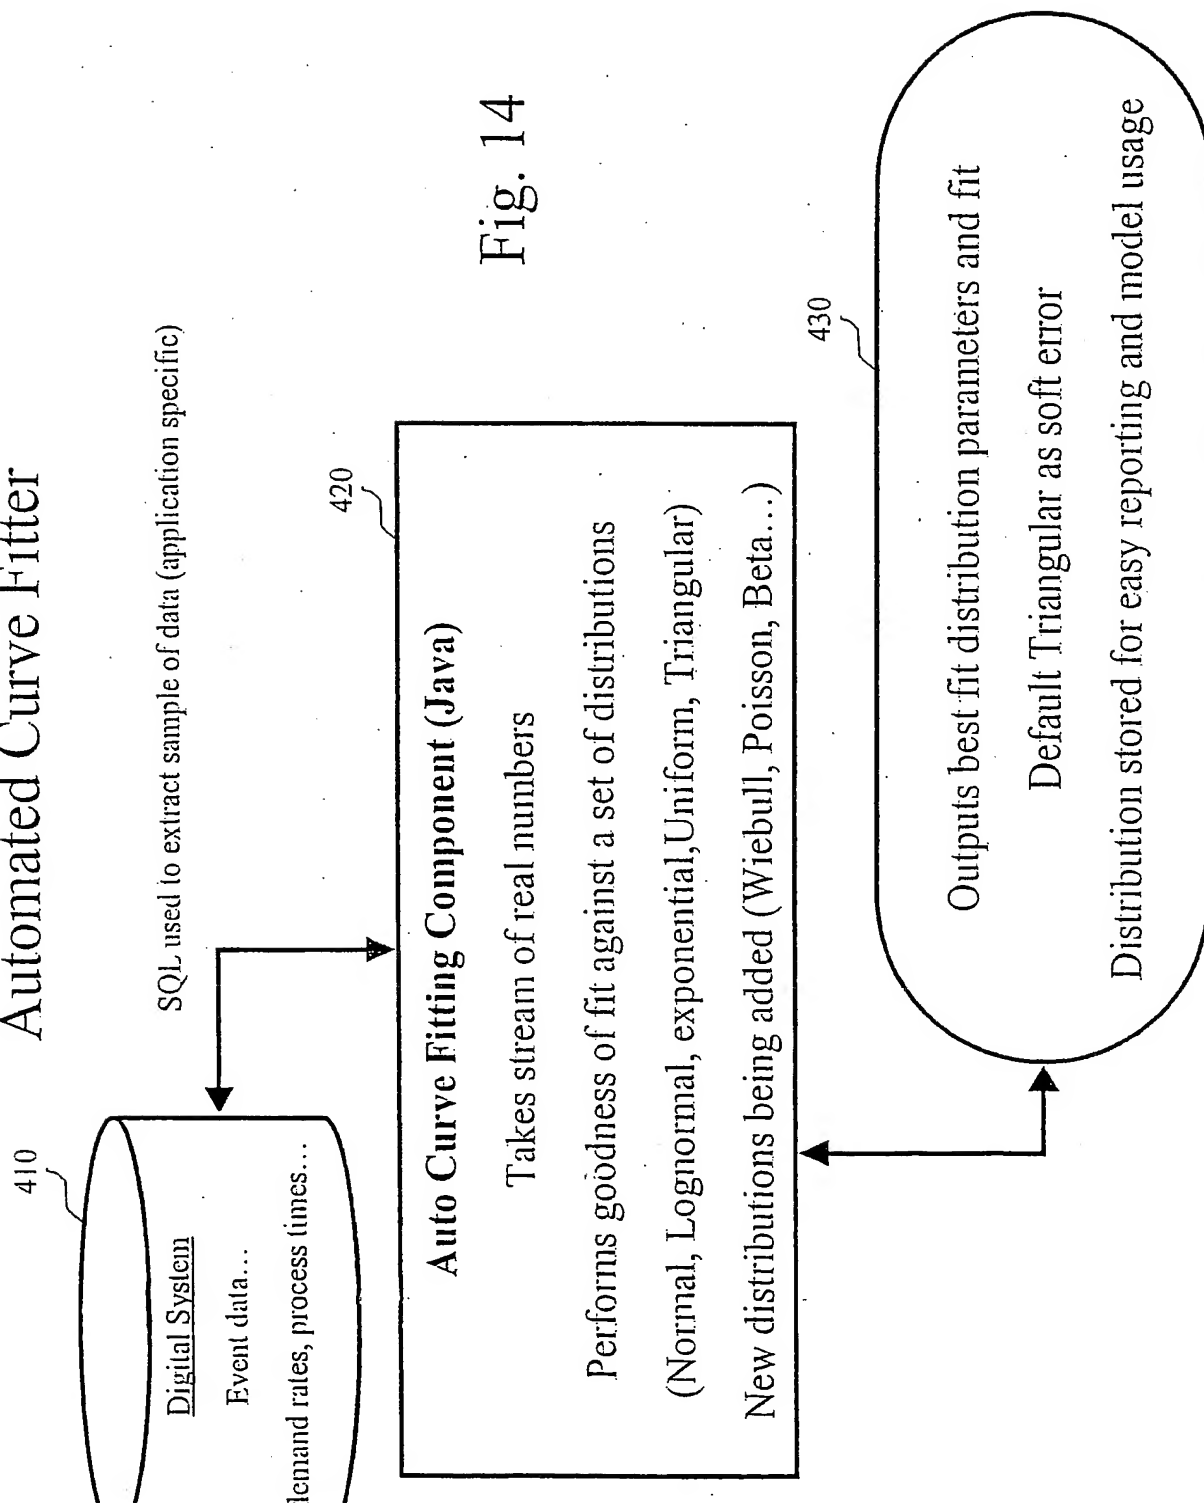 Automated Curve Fitter
410
Digital System
Event data...
rates, process times...
SQL used to extract sample of data (application specific)
420
Auto Curve Fitting Component (Java)
Takes stream of real numbers
Performs goodness of fit against a set of distributions
(Normal, Lognormal, exponential,Uniform, Triangular)
New distributions being added (Wiebull, Poisson, Beta...)
Fig. 14
430
Outputs best fit distribution parameters and fit
Default Triangular as soft error
Distribution stored for easy reporting and model usage